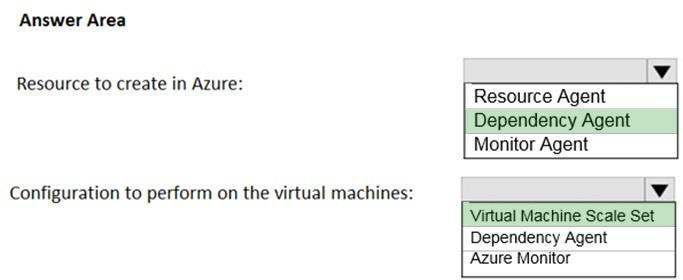 Answer Area
Resource to create in Azure:
Resource Agent
Dependency Agent
Monitor Agent
Configuration to perform on the virtual machines:
Virtual Machine Scale Set
Dependency Agent
Azure Monitor